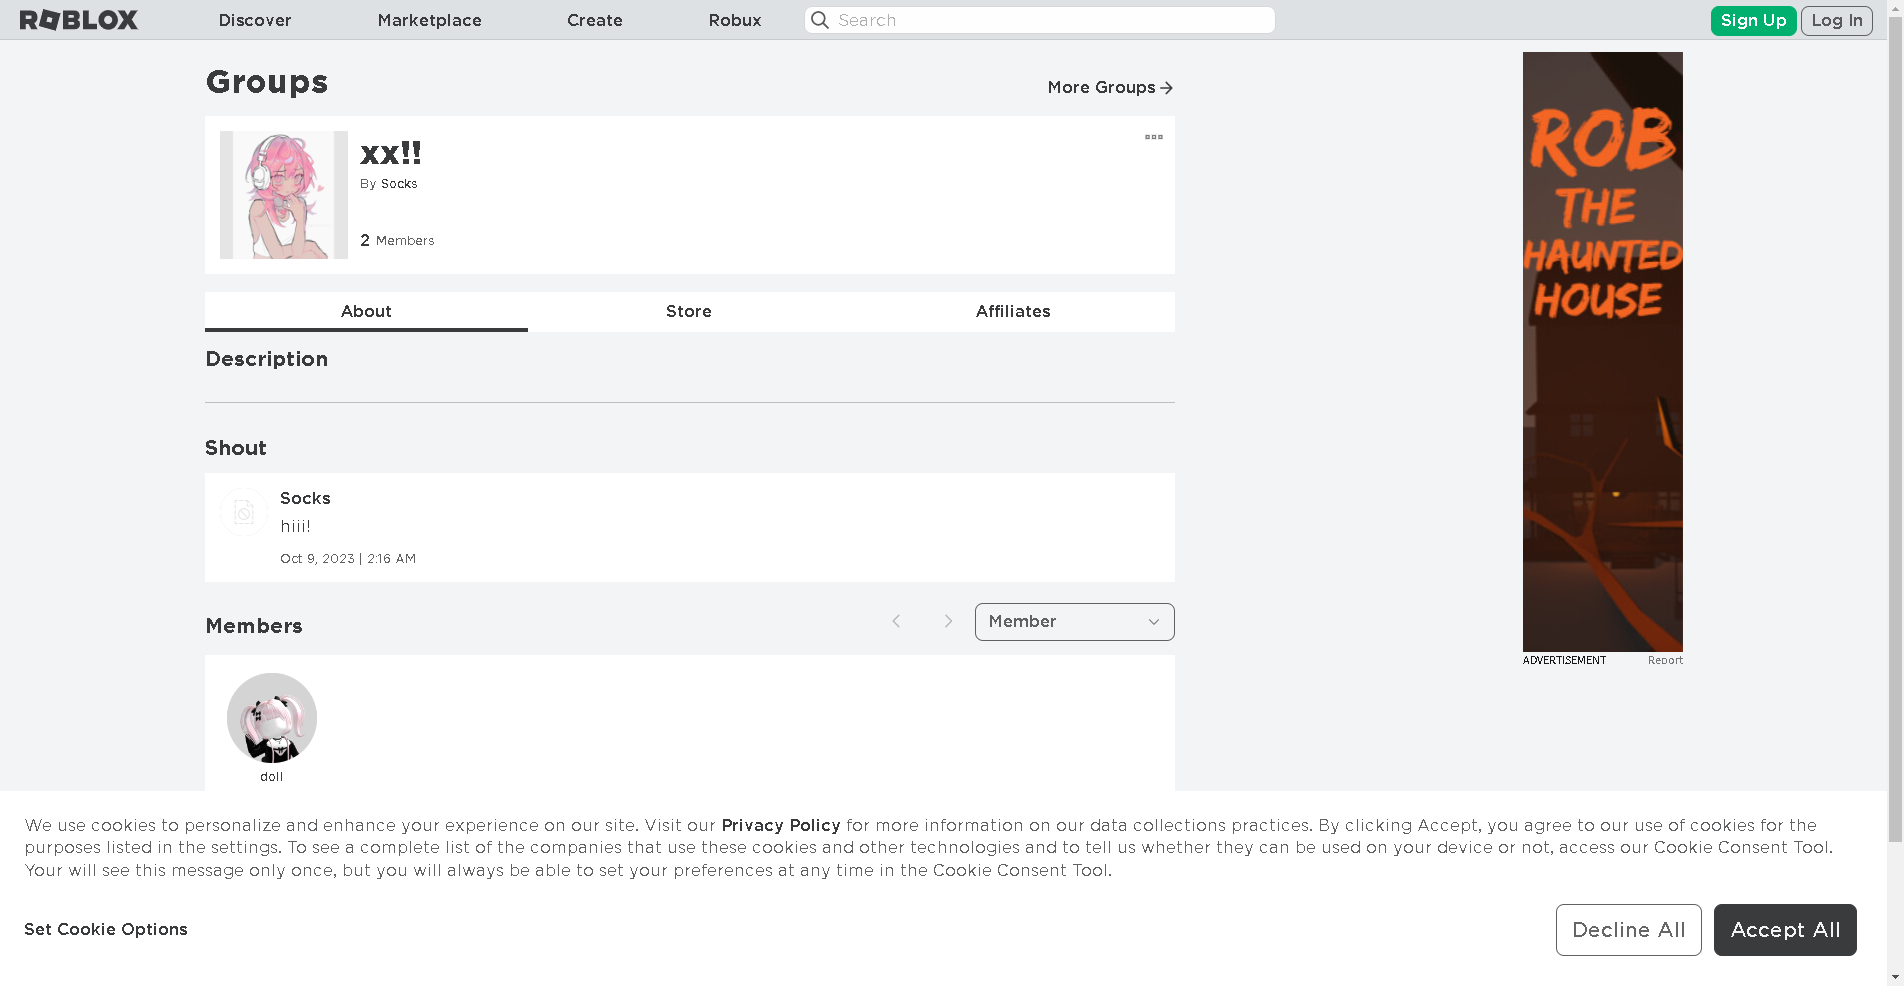 ROBLOX
Discover
Marketplace
Create
Robux
Search
Sign Up
Log In
Groups
More Groups
xx!!
By Socks
2 Members
About
Store
Affiliates
Description
Shout
Socks
hiii!
Oct 9, 2023 | 2:16 AM
Members
Member
doll
ROB
THE
HAUNTED
HOUSE
ADVERTISEMENT
Report
We use cookies to personalize and enhance your experience on our site. Visit our Privacy Policy for more information on our data collections practices. By clicking Accept, you agree to our use of cookies for the
purposes listed in the settings. To see a complete list of the companies that use these cookies and other technologies and to tell us whether they can be used on your device or not, access our Cookie Consent Tool.
Your will see this message only once, but you will always be able to set your preferences at any time in the Cookie Consent Tool.
Set Cookie Options
Decline All
Accept All